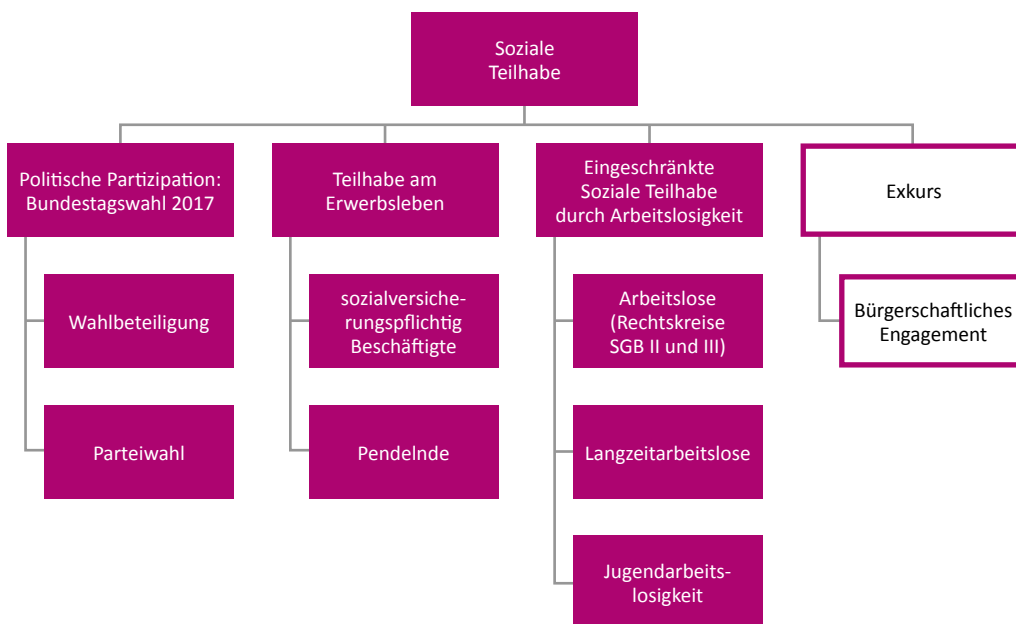 Soziale
Teilhabe
Politische Partizipation:
Bundestagswahl 2017
Wahlbeteiligung
Parteiwahl
Teilhabe am
Erwerbsleben
sozialversiche-
rungspflichtig
Beschäftigte
Pendelnde
Eingeschränkte
Soziale Teilhabe
durch Arbeitslosigkeit
Arbeitslose
(Rechtskreise
SGB II und III)
Langzeitarbeitslose
Jugendarbeits-
losigkeit
Exkurs
Bürgerschaftliches
Engagement